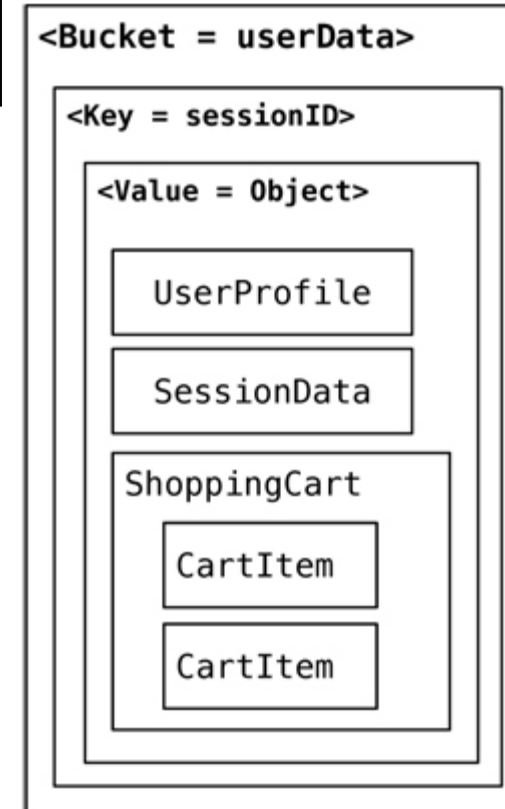 <Bucket = userData>
<Key = sessionID>
<Value = Object>
UserProfile
SessionData
ShoppingCart
CartItem
CartItem